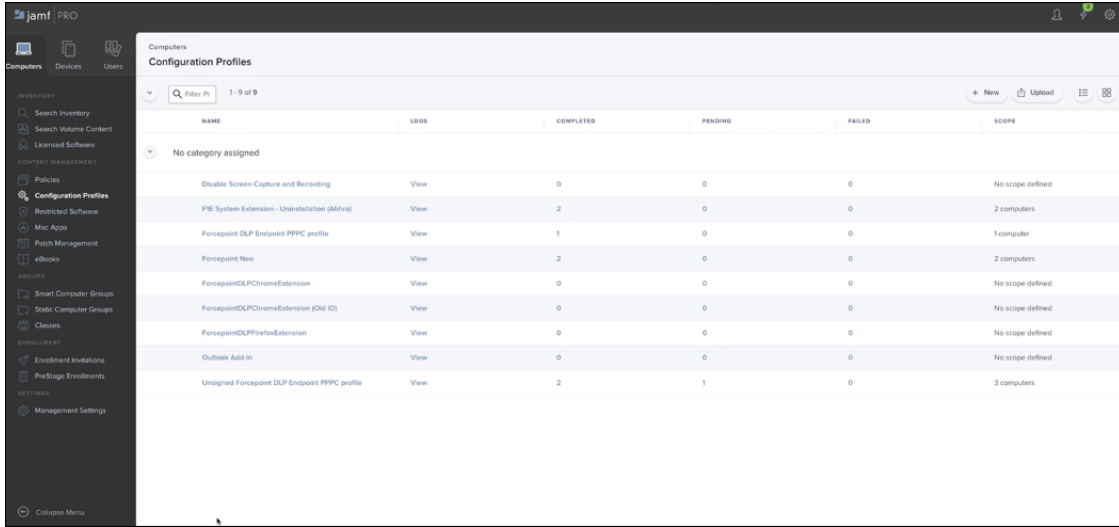 jamf PRO
2
Computers
Devices
Users
INVENTORY
Search Inventory
Search Volume Content
Licensed Software
CONTENT MANAGEMENT
Policies
Configuration Profiles
Restricted Software
Mac Apps
Patch Management
eBooks
GROUPS
Smart Computer Groups
Static Computer Groups
Classes
ENROLLMENT
Enrollment Invitations
PreStage Enrollments
SETTINGS
Management Settings
Collapse Menu
Computers
Configuration Profiles
Filter Pr 1 - 9 of 9 + New Upload
NAME LOGS COMPLETED PENDING FAILED SCOPE
No category assigned
Disable Screen Capture and Recording View 0 0 0 No scope defined
F1E System Extension - Uninstallation (Abhra) View 2 0 0 2 computers
Forcepoint DLP Endpoint PPPC profile View 1 0 0 1 computer
Forcepoint Neo View 2 0 0 2 computers
ForcepointDLPChromeExtension View 0 0 0 No scope defined
ForcepointDLPChromeExtension (Old ID) View 0 0 0 No scope defined
ForcepointDLPFirefoxExtension View 0 0 0 No scope defined
Outlook Add-in View 0 0 0 No scope defined
Unsigned Forcepoint DLP Endpoint PPPC profile View 2 1 0 3 computers